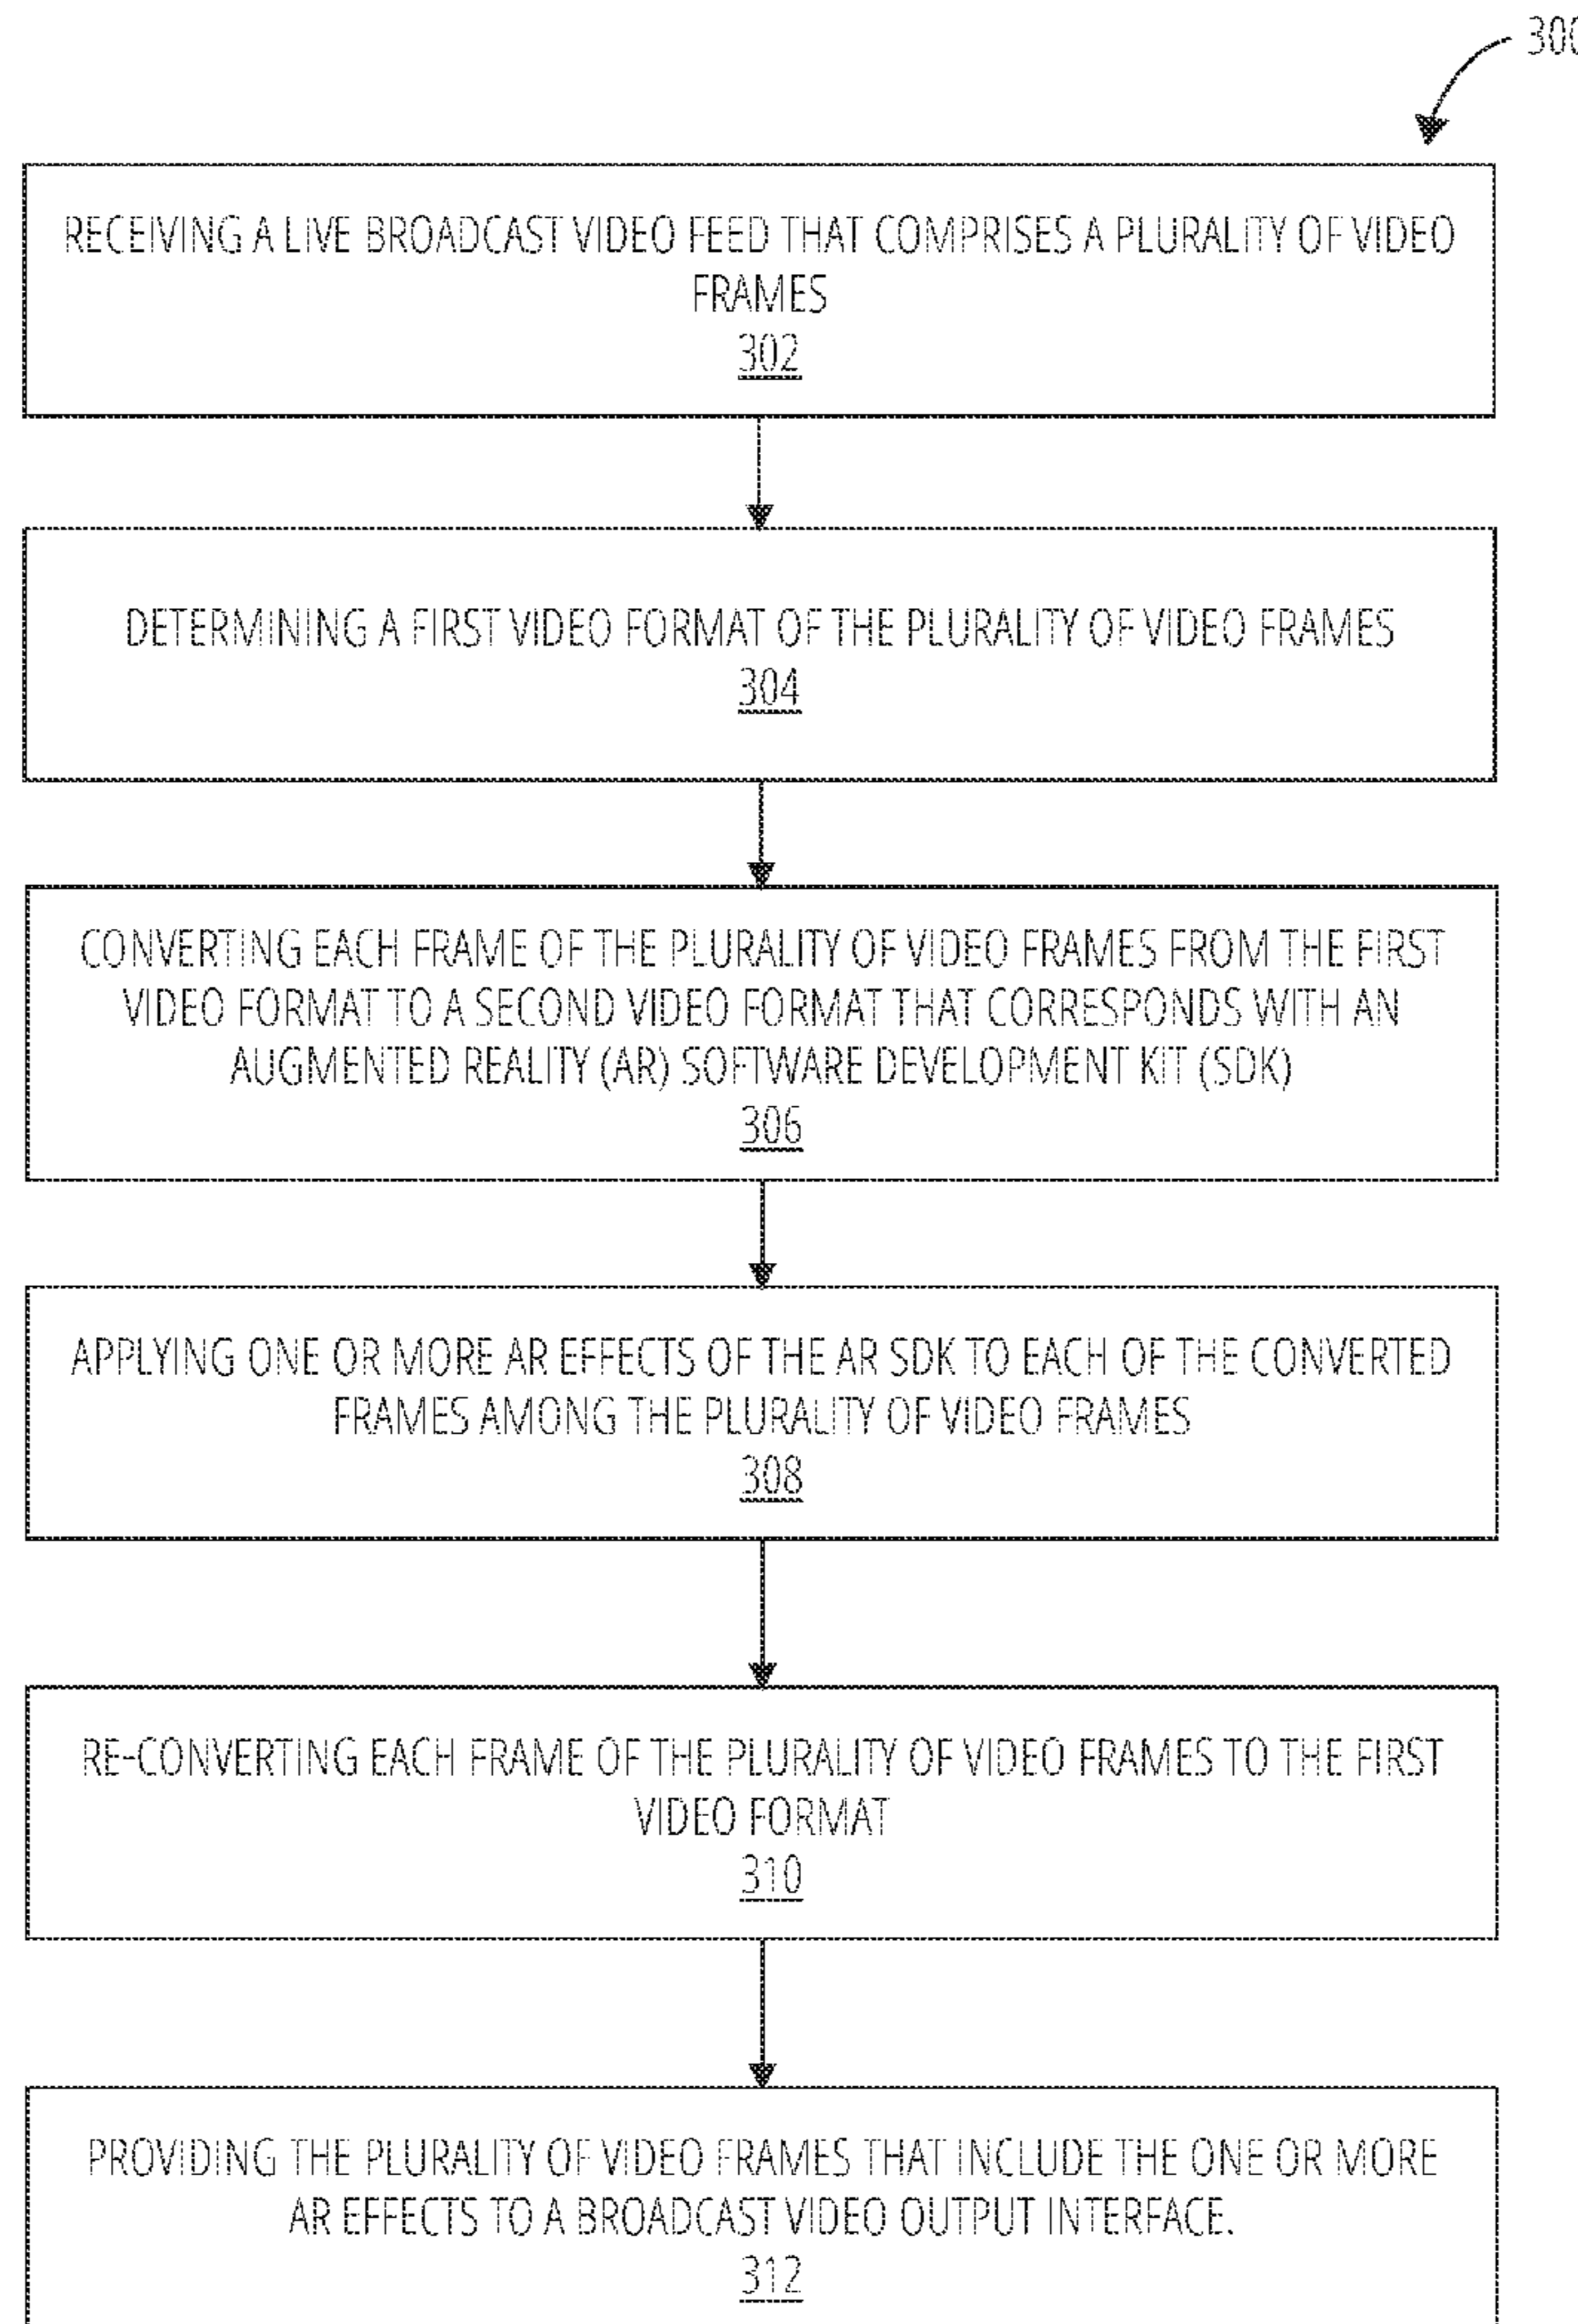 300
RECEIVING A LIVE BROADCAST VIDEO FEED THAT COMPRISES A PLURALITY OF VIDEO
FRAMES
302
DETERMINING A FIRST VIDEO FORMAT OF THE PLURALITY OF VIDEO FRAMES
304
CONVERTING EACH FRAME OF THE PLURALITY OF VIDEO FRAMES FROM THE FIRST
VIDEO FORMAT TO A SECOND VIDEO FORMAT THAT CORRESPONDS WITH AN
AUGMENTED REALITY (AR) SOFTWARE DEVELOPMENT KIT (SDK)
306
APPLYING ONE OR MORE AR EFFECTS OF THE AR SDK TO EACH OF THE CONVERTED
FRAMES AMONG THE PLURALITY OF VIDEO FRAMES
308
RE-CONVERTING EACH FRAME OF THE PLURALITY OF VIDEO FRAMES TO THE FIRST
VIDEO FORMAT
310
PROVIDING THE PLURALITY OF VIDEO FRAMES THAT INCLUDE THE ONE OR MORE
AR EFFECTS TO A BROADCAST VIDEO OUTPUT INTERFACE.
312